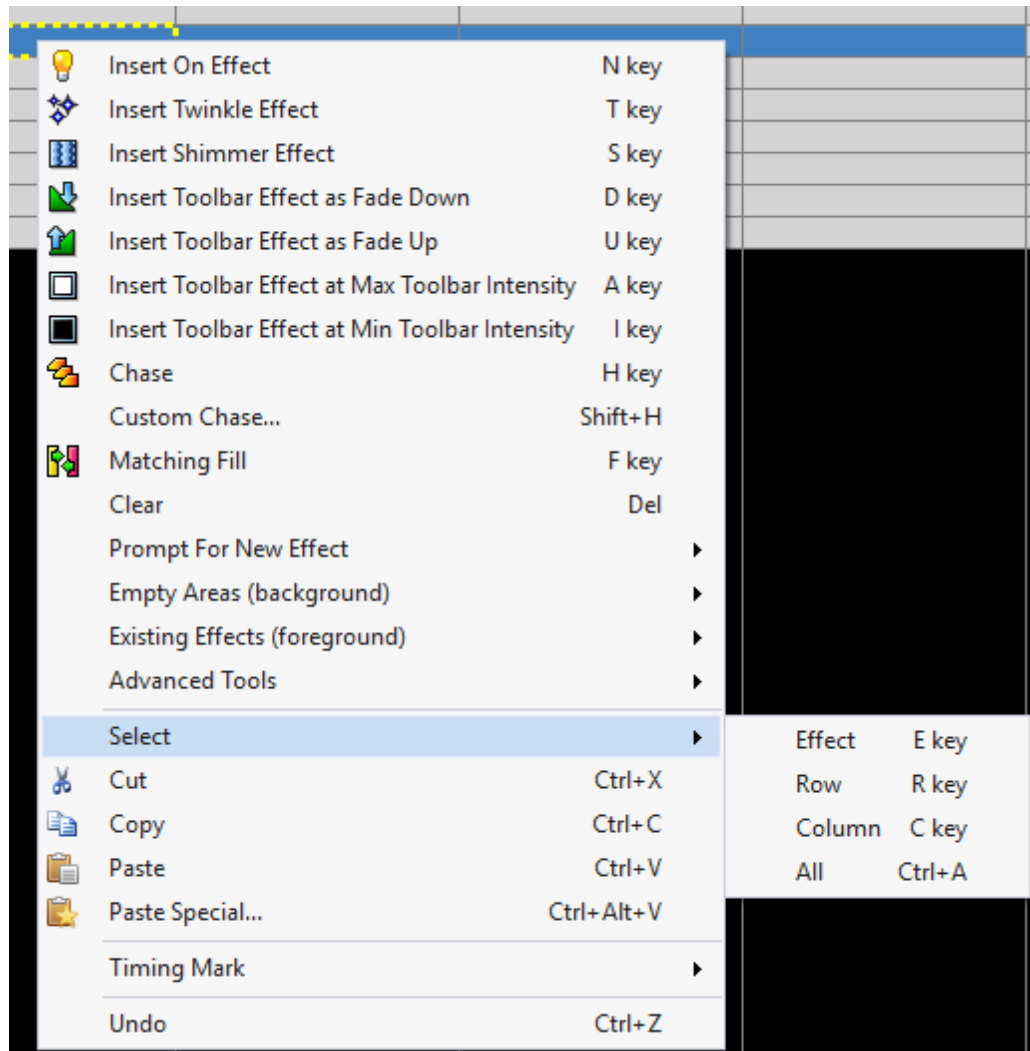 Insert On Effect N key
Insert Twinkle Effect T key
Insert Shimmer Effect S key
Insert Toolbar Effect as Fade Down D key
Insert Toolbar Effect as Fade Up U key
Insert Toolbar Effect at Max Toolbar Intensity A key
Insert Toolbar Effect at Min Toolbar Intensity I key
Chase H key
Custom Chase... Shift+H
Matching Fill F key
Clear Del
Prompt For New Effect
Empty Areas (background)
Existing Effects (foreground)
Advanced Tools
Select
Cut Ctrl+X
Copy Ctrl+C
Paste Ctrl+V
Paste Special... Ctrl+Alt+V
Timing Mark
Undo Ctrl+Z
Effect E key
Row R key
Column C key
All Ctrl+A